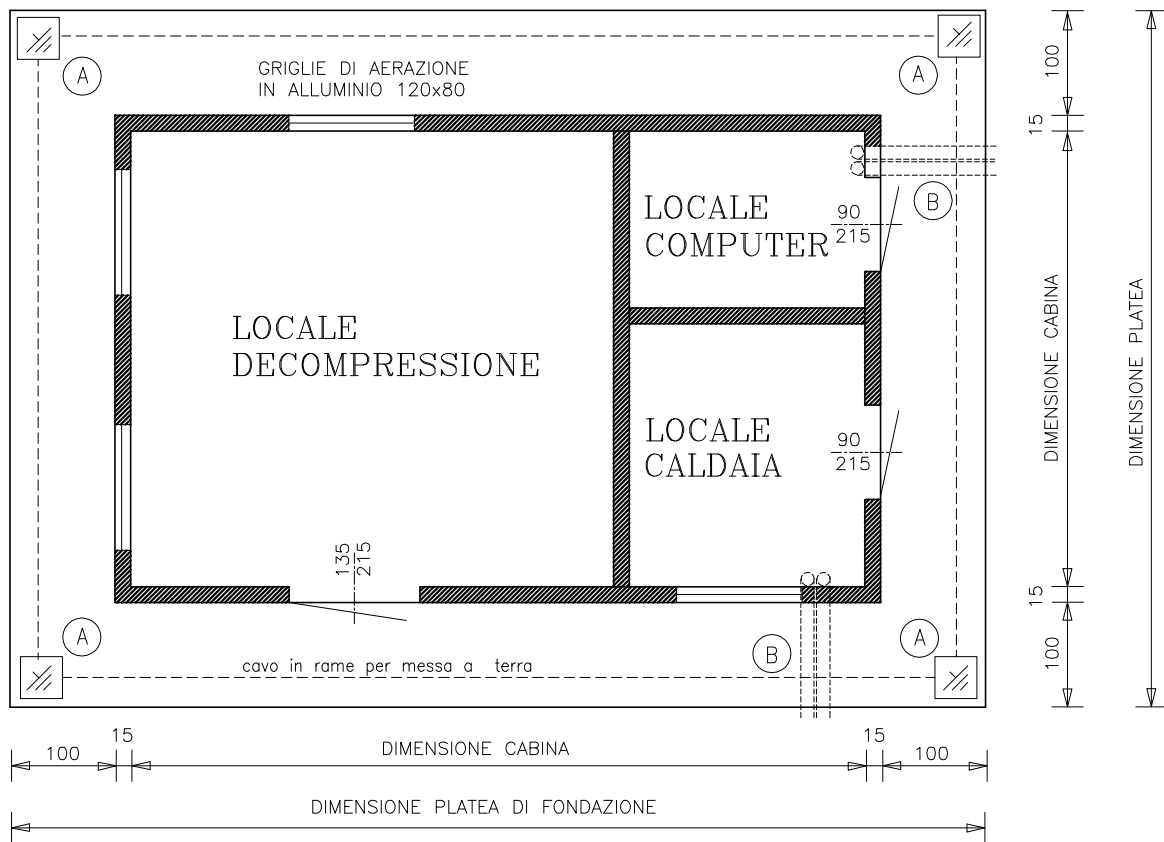 A
A
GRIGLIE DI AERAZIONE
IN ALLUMINIO 120x80
100
15
LOCALE
COMPUTER
90
215
B
LOCALE
DECOMPRESSIONE
DIMENSIONE CABINA
DIMENSIONE PLATEA
LOCALE
CALDAIA
90
215
135
215
15
A
A
B
100
cavo in rame per messa a terra
15
100
DIMENSIONE CABINA
15
100
DIMENSIONE PLATEA DI FONDAZIONE